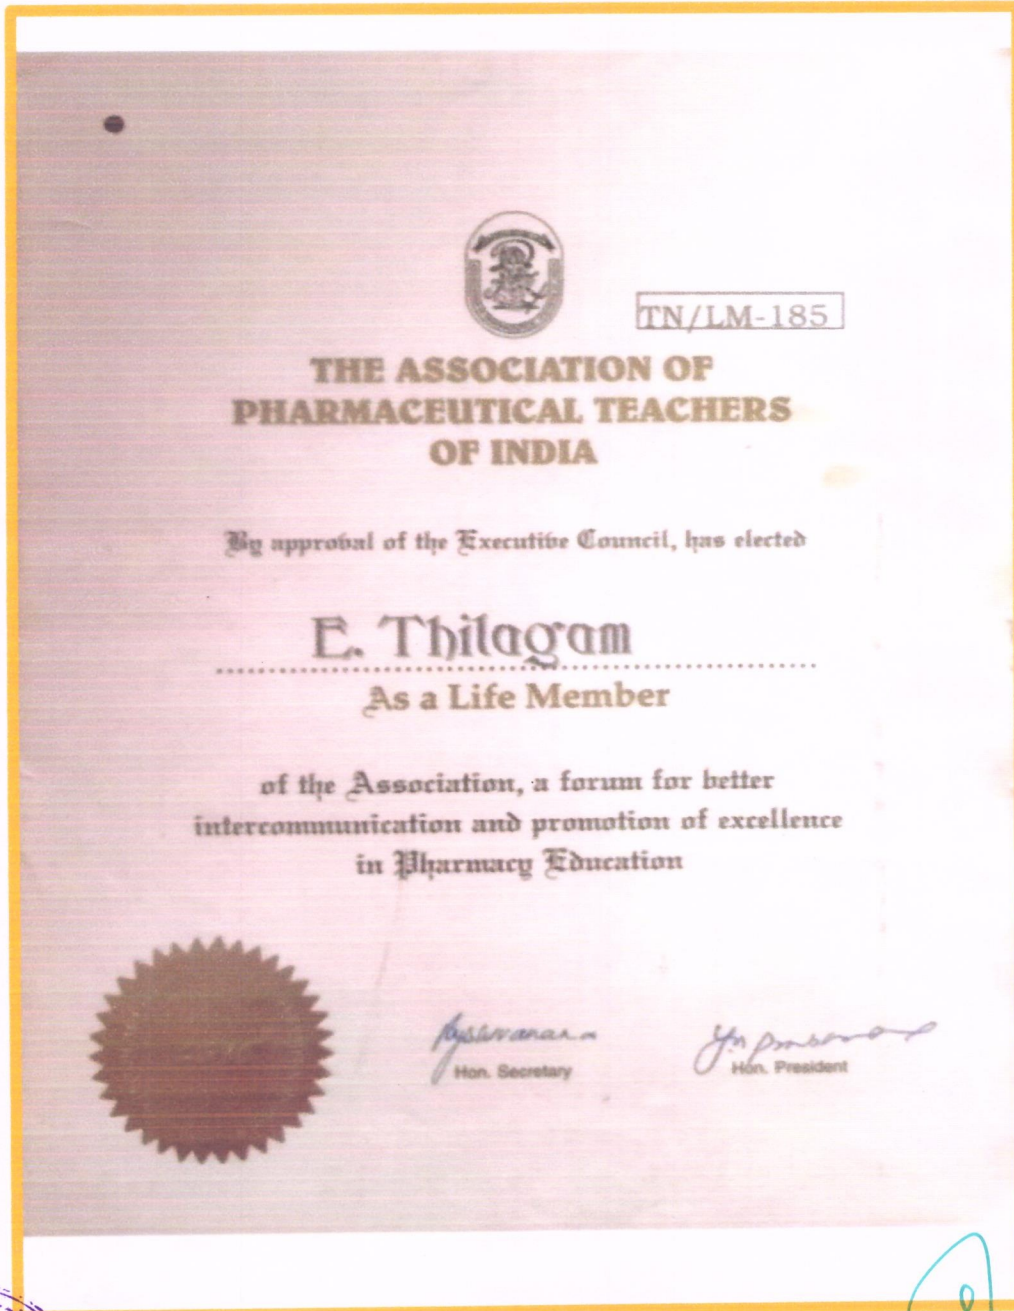 TN/LM-185
THE ASSOCIATION OF
PHARMACEUTICAL TEACHERS
OF INDIA
By approval of the Executive Council, has elected
E. Thilagam
As a Life Member
of the Association, a forum for better
intercommunication and promotion of excellence
in Pharmacy Education
Hon. Secretary
Hon. President